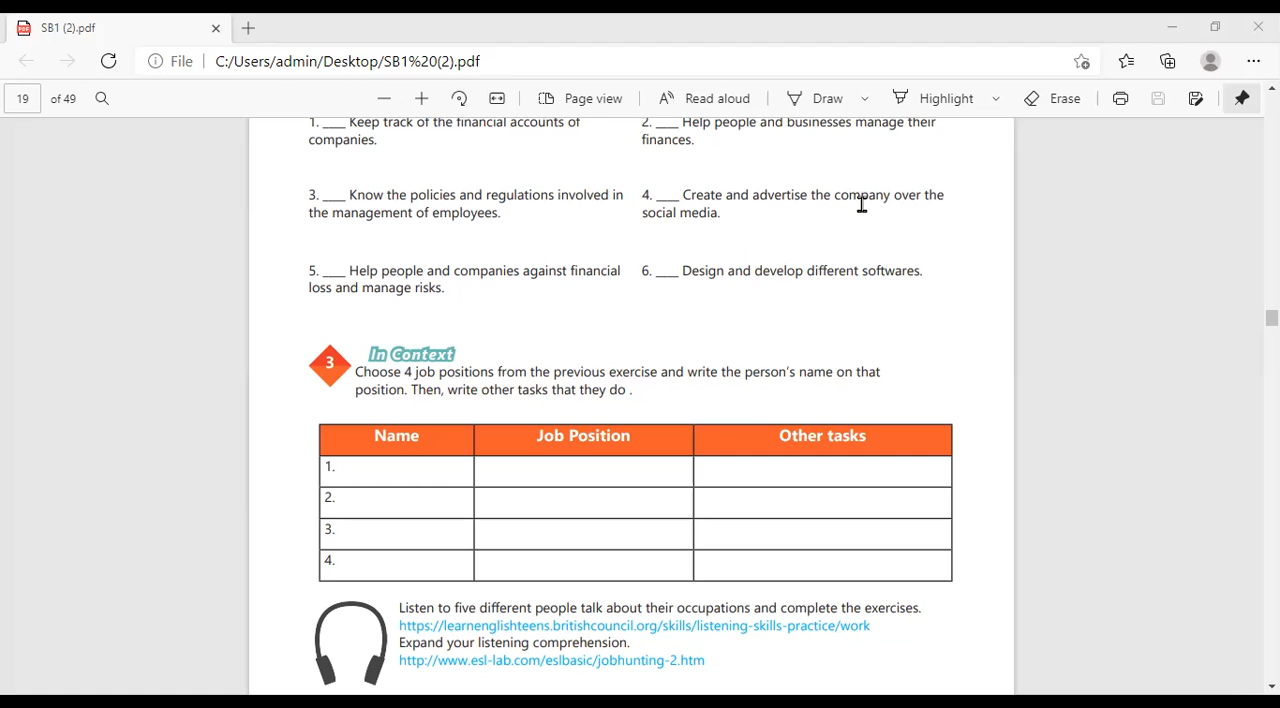 SB1 (2).pdf
File
C:/Users/admin/Desktop/SB1%20(2).pdf
19 of 49
Page view
Read aloud
Draw
Highlight
Erase
1. ____ Keep track of the financial accounts of
companies.
2. ____ Help people and businesses manage their
finances.
3. ____ Know the policies and regulations involved in
the management of employees.
4. ____ Create and advertise the company over the
social media.
5. ____ Help people and companies against financial
loss and manage risks.
6. ____ Design and develop different softwares.
3
In Context
Choose 4 job positions from the previous exercise and write the person's name on that
position. Then, write other tasks that they do .
Name Job Position Other tasks
1.
2.
3.
4.
Listen to five different people talk about their occupations and complete the exercises.
https://learnenglishteens.britishcouncil.org/skills/listening-skills-practice/work
Expand your listening comprehension.
http://www.esl-lab.com/eslbasic/jobhunting-2.htm